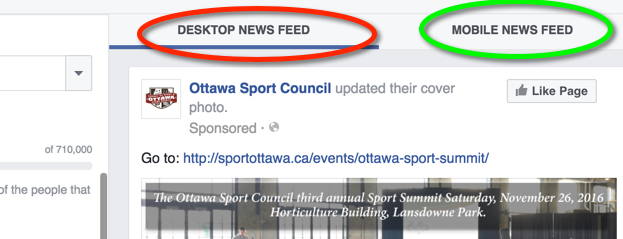 DESKTOP NEWS FEED
MOBILE NEWS FEED
Ottawa Sport Council updated their cover
photo.
Like Page
Sponsored ·
of 710,000
Go to: http://sportottawa.ca/events/ottawa-sport-summit/
of the people that
The Ottawa Sport Council third annual Sport Summit Saturday, November 26, 2016
Horticulture Building, Lansdowne Park.